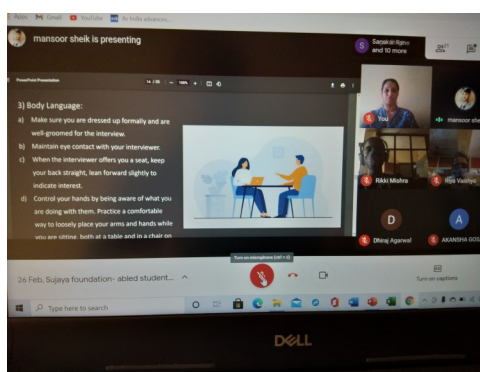 Apps Gmail YouTube As India advances...
mansoor sheik is presenting
and 10 more
PowerPoint Presentation
100%
3) Body Language:
a) Make sure you are dressed up formally and are
well-groomed for the interview.
b) Maintain eye contact with your interviewer.
c) When the interviewer offers you a seat, keep
your back straight, lean forward slightly to
indicate interest.
d) Control your hands by being aware of what you
are doing with them. Practice a comfortable
way to loosely place your arms and hands while
you are sitting, both at a table and in a chair on
S
You
mansoor she
Rikki Mishra
D
A
Dhiraj Agarwal
AKANSHA GOS
Turn on microphone (ctrl + d)
26 Feb, Sujaya foundation- abled student...
Turn on captions
Type here to search
DELL